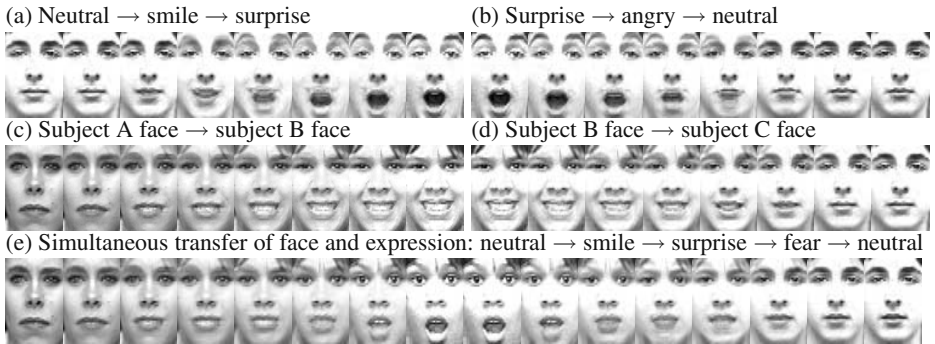 (a) Neutral → smile → surprise
(b) Surprise → angry → neutral
(c) Subject A face → subject B face
(d) Subject B face → subject C face
(e) Simultaneous transfer of face and expression: neutral → smile → surprise → fear → neutral